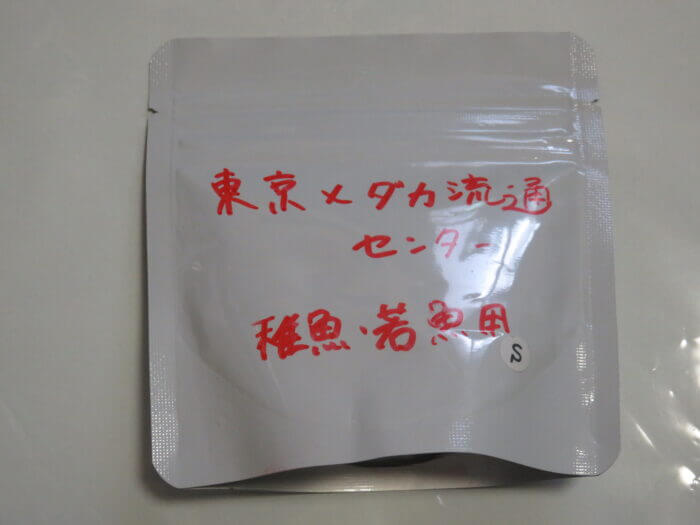 東京メダカ流通
センター
稚魚・若魚用
S